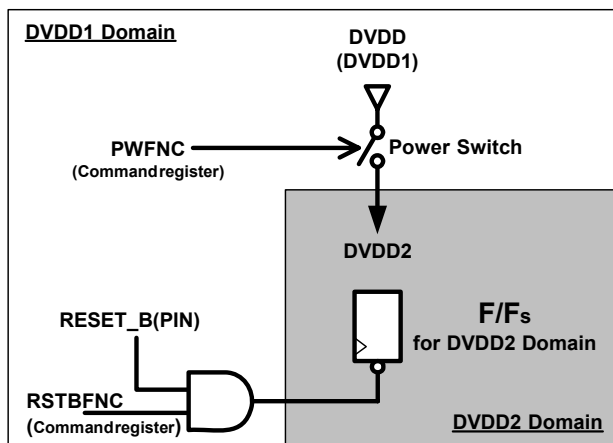 DVDD1 Domain
DVDD
(DVDD1)
PWFNC
(Commandregister)
Power Switch
DVDD2
RESET_B(PIN)
F/Fs
for DVDD2 Domain
RSTBFNC
(Commandregister)
DVDD2 Domain